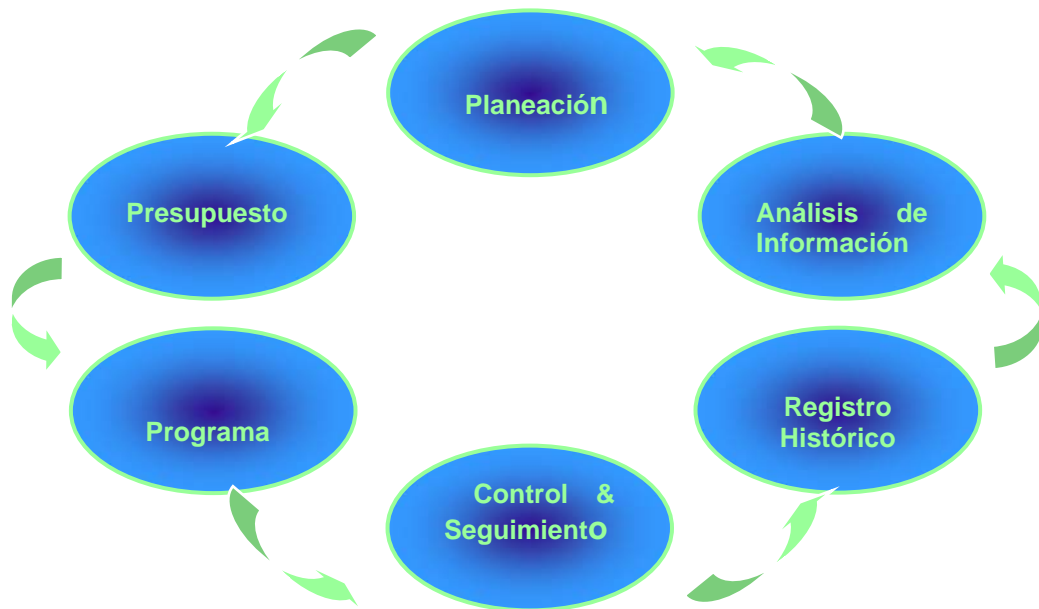 Planeación
Presupuesto
Análisis de
Información
Programa
Registro
Histórico
Control &
Seguimiento